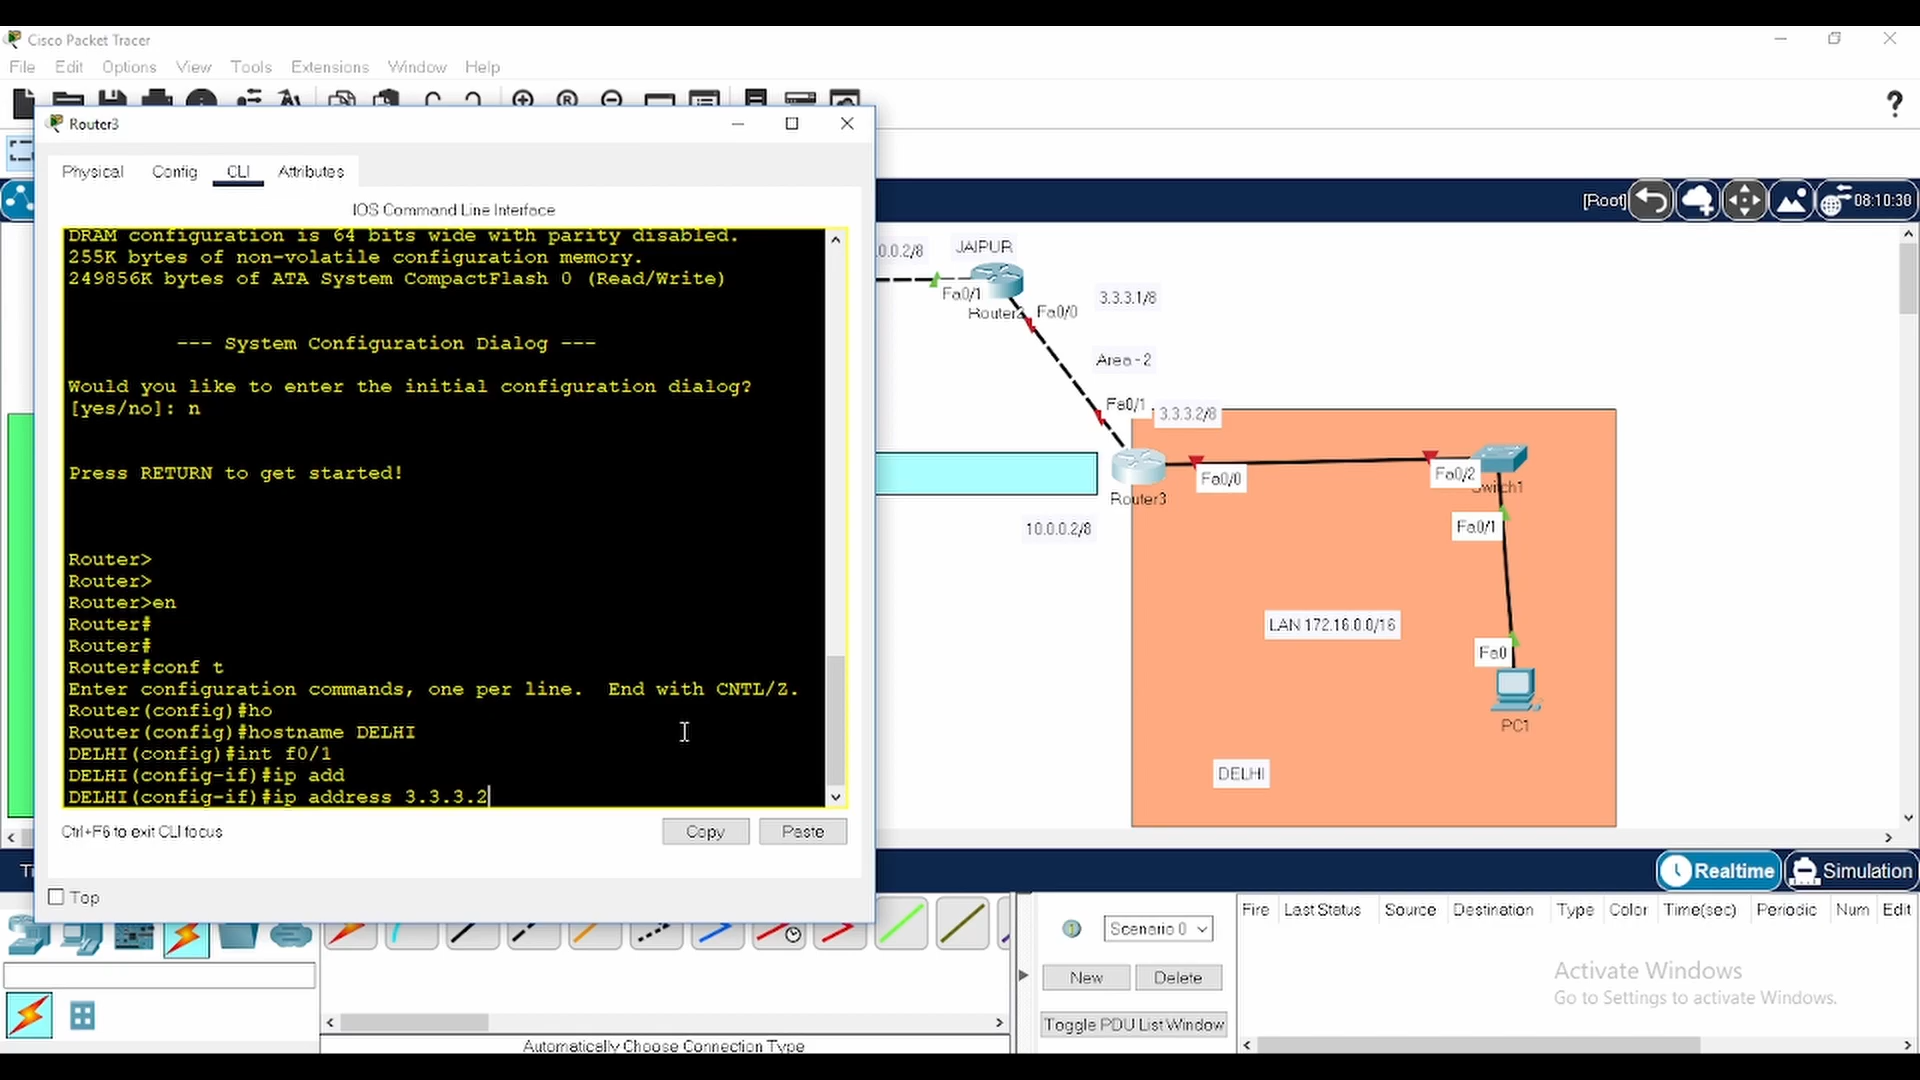 Cisco Packet Tracer
File Edit Options View Tools Extensions Window Help
Router3
Physical Config CLI Attributes
IOS Command Line Interface
DRAM configuration is 64 bits wide with parity disabled.
255K bytes of non-volatile configuration memory.
249856K bytes of ATA System CompactFlash 0 (Read/Write)
--- System Configuration Dialog ---
Would you like to enter the initial configuration dialog?
[yes/no]: n
Press RETURN to get started!
Router>
Router>
Router>en
Router#
Router#
Router#conf t
Enter configuration commands, one per line. End with CNTL/Z.
Router(config)#ho
Router(config)#hostname DELHI
DELHI(config)#int f0/1
DELHI(config-if)#ip add
DELHI(config-if)#ip address 3.3.3.2
Ctrl+F6 to exit CLI focus
Copy
Paste
Top
[Root]
08:10:30
0.0.2/8
JAIPUR
Fa0/1
Router2
Fa0/0
3.3.3.1/8
Area - 2
Fa0/1
3.3.3.2/8
Router3
Fa0/0
Fa0/2
Switch1
Fa0/1
10.0.0.2/8
LAN 172.16.0.0/16
Fa0
PC1
DELHI
Realtime
Simulation
Scenario 0
New
Delete
Toggle PDU List Window
Fire Last Status Source Destination Type Color Time(sec) Periodic Num Edit
Activate Windows
Go to Settings to activate Windows.
Automatically Choose Connection Type